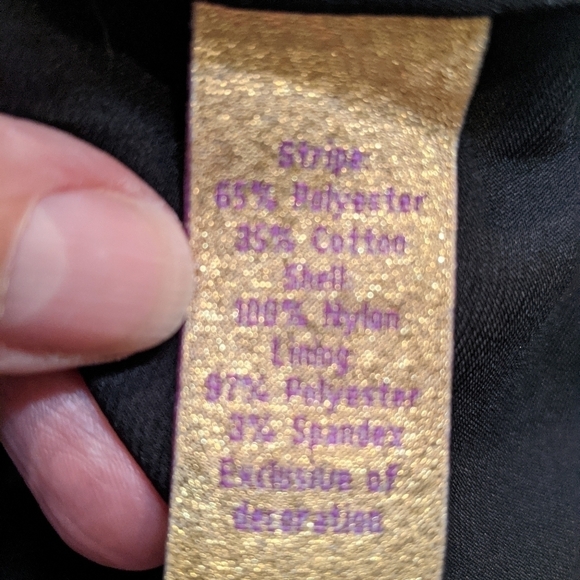 Stripe:
65% Polyester
35% Cotton
Shell
100% Nylon
Lining
97% Polyester
3% Spandex
Exclusive of
decoration